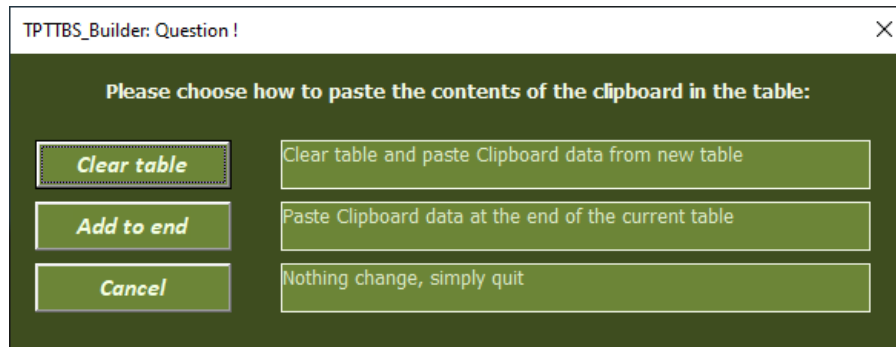 TPTTBS_Builder: Question !
Please choose how to paste the contents of the clipboard in the table:
Clear table
Clear table and paste Clipboard data from new table
Add to end
Paste Clipboard data at the end of the current table
Cancel
Nothing change, simply quit